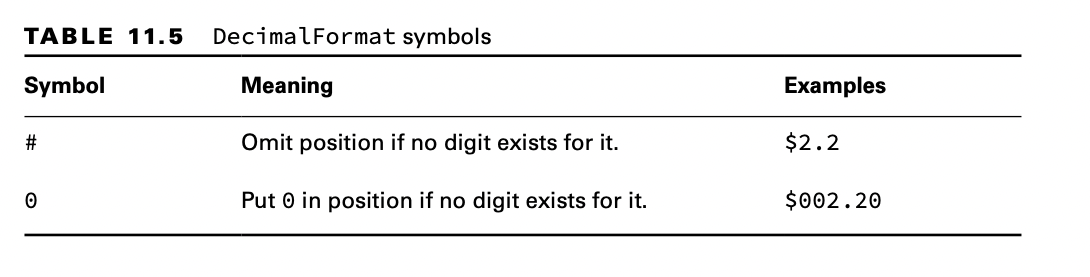 TABLE 11.5 DecimalFormat symbols
Symbol Meaning Examples
# Omit position if no digit exists for it. $2.2
0 Put 0 in position if no digit exists for it. $002.20